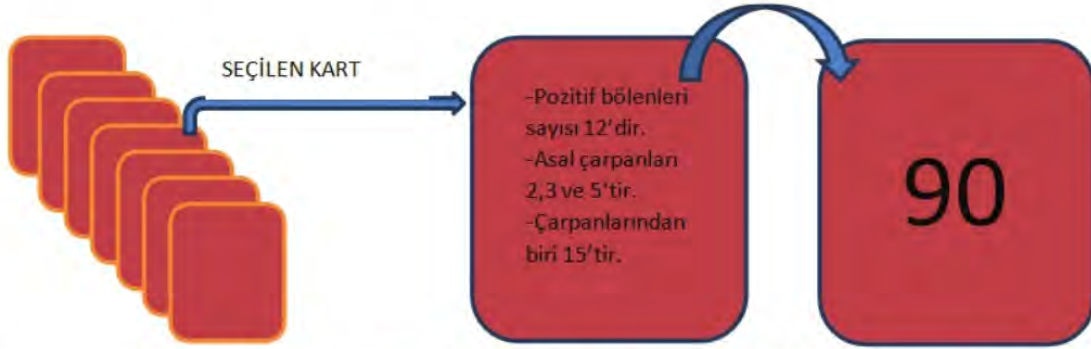 SEÇİLEN KART
-Pozitif bölenleri
sayısı 12'dir.
-Asal çarpanları
2,3 ve 5'tir.
-Çarpanlarından
biri 15'tir.
90